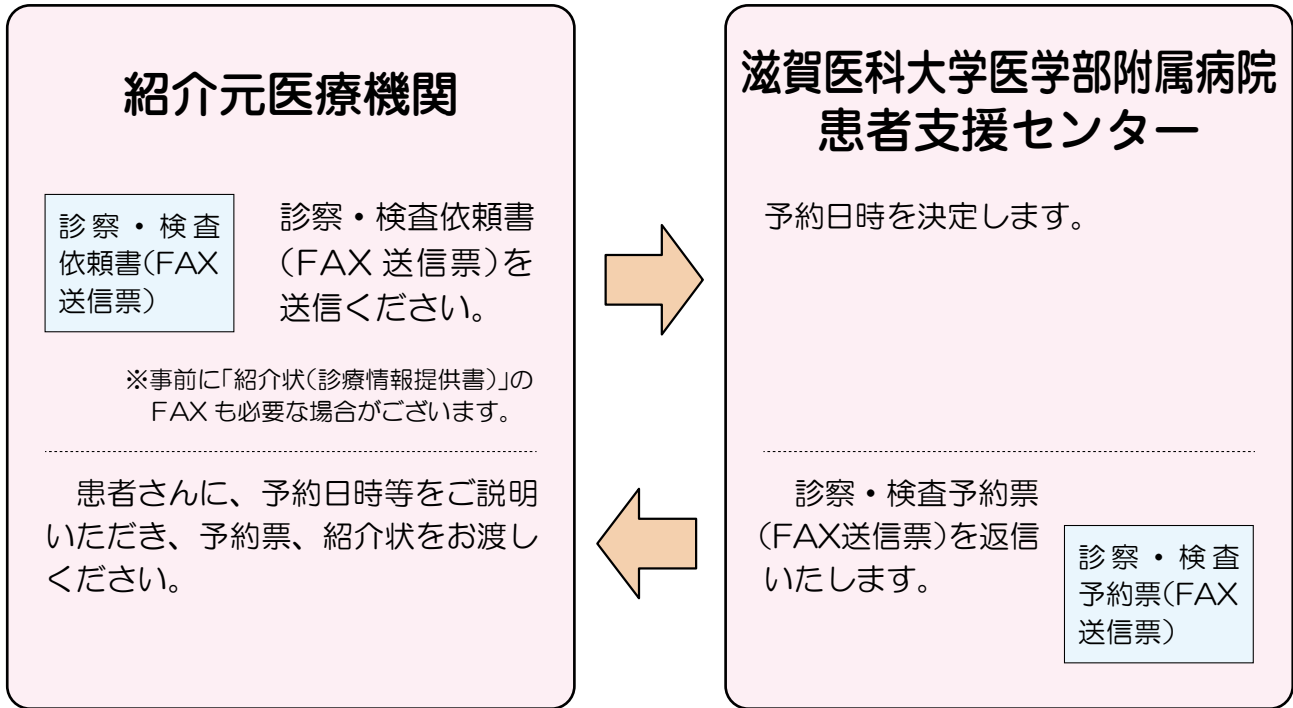 紹介元医療機関
診察・検査
依頼書(FAX
送信票)
診察・検査依頼書
(FAX 送信票)を
送信ください。
※事前に「紹介状(診療情報提供書)」の
FAX も必要な場合がございます。
患者さんに、予約日時等をご説明
いただき、予約票、紹介状をお渡し
ください。
滋賀医科大学医学部附属病院
患者支援センター
予約日時を決定します。
診察・検査予約票
(FAX送信票)を返信
いたします。
診察・検査
予約票(FAX
送信票)